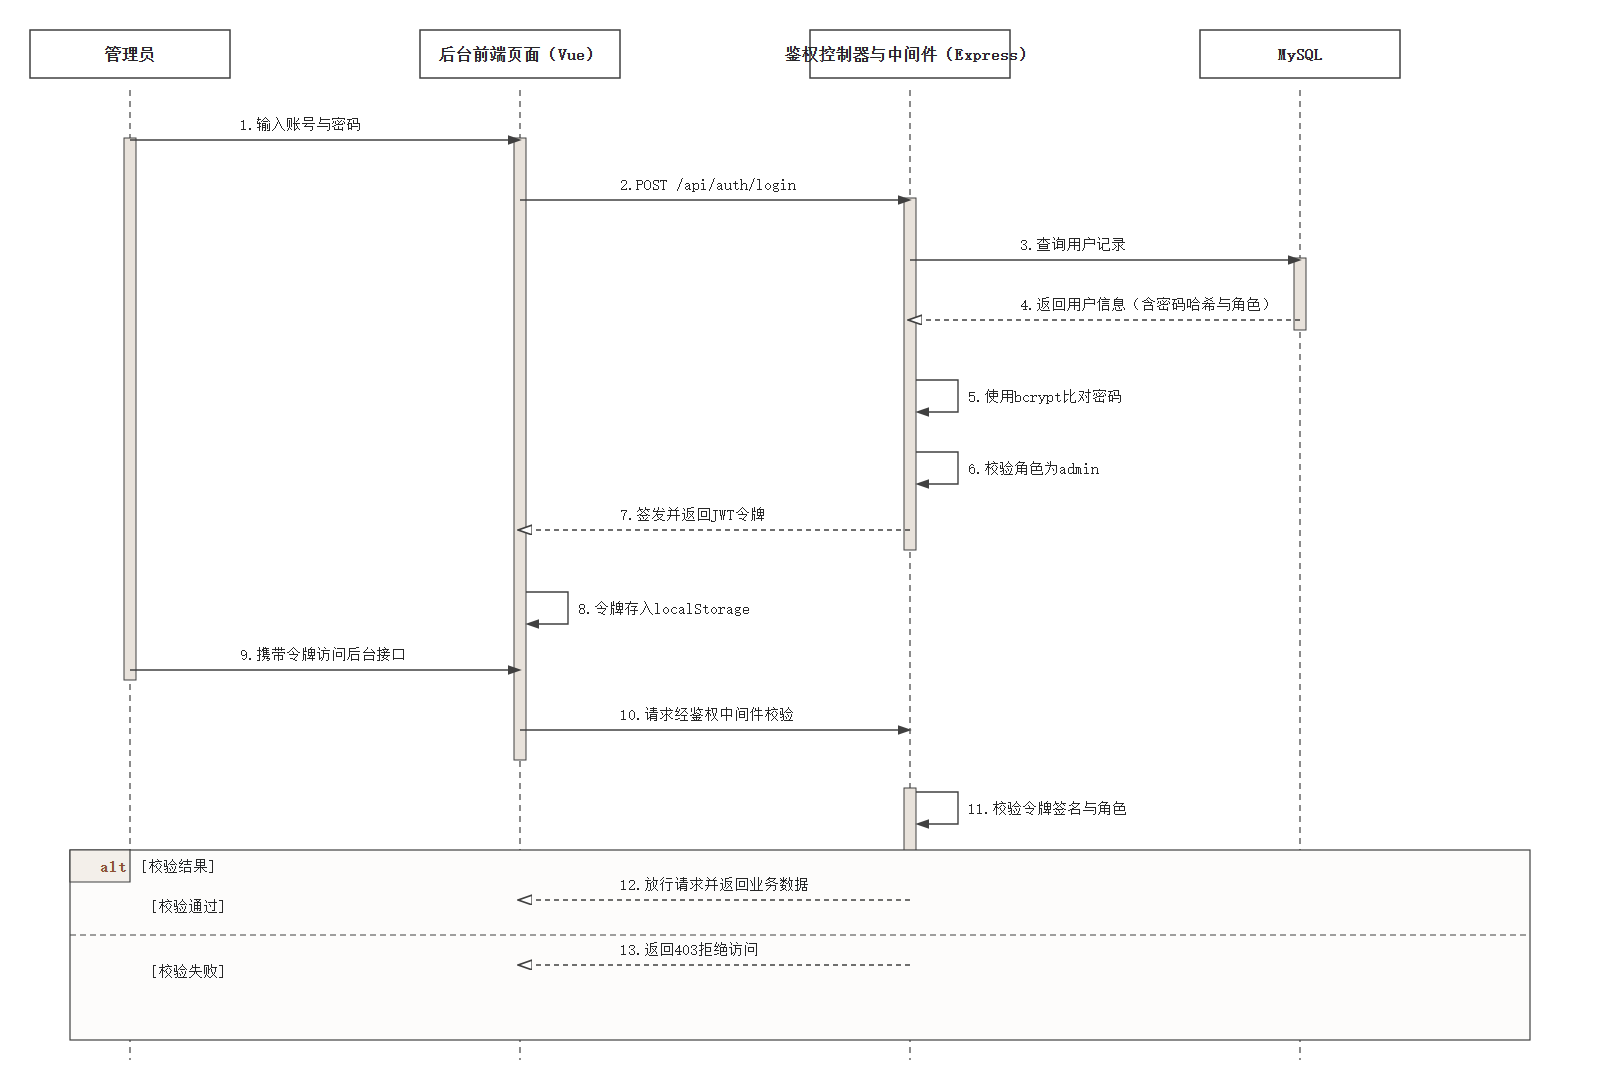 管理员
后台前端页面（Vue）
鉴权控制器与中间件（Express）
MySQL
1.输入账号与密码
2.POST /api/auth/login
3.查询用户记录
4.返回用户信息（含密码哈希与角色）
5.使用bcrypt比对密码
6.校验角色为admin
7.签发并返回JWT令牌
8.令牌存入localStorage
9.携带令牌访问后台接口
10.请求经鉴权中间件校验
11.校验令牌签名与角色
alt [校验结果]
12.放行请求并返回业务数据
[校验通过]
13.返回403拒绝访问
[校验失败]